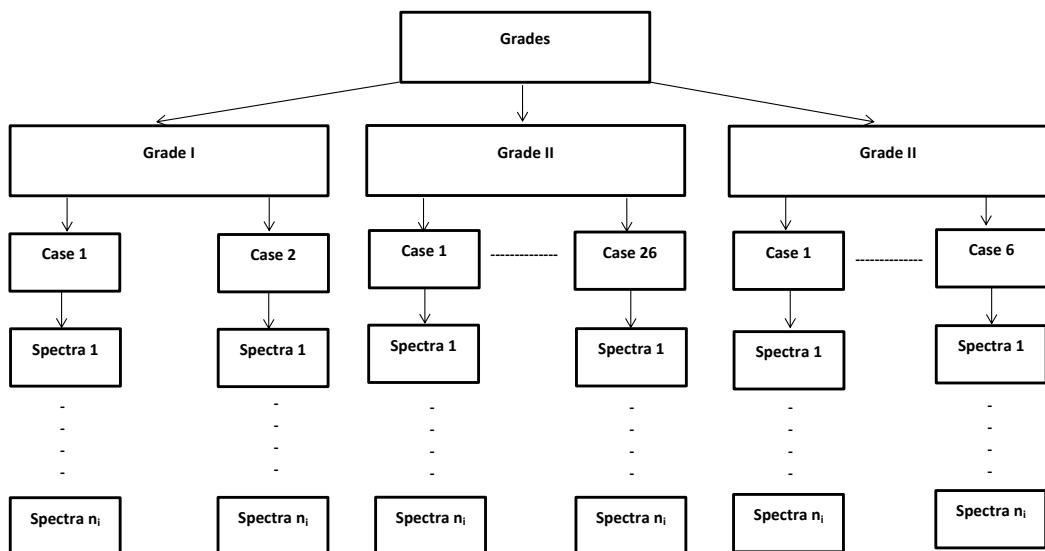 Grades
Grade I
Grade II
Grade II
Case 1
Case 2
Case 1
--------------
Case 26
Case 1
--------------
Case 6
Spectra 1
Spectra 1
Spectra 1
Spectra 1
Spectra 1
Spectra 1
Spectra nᵢ
Spectra nᵢ
Spectra nᵢ
Spectra nᵢ
Spectra nᵢ
Spectra nᵢ